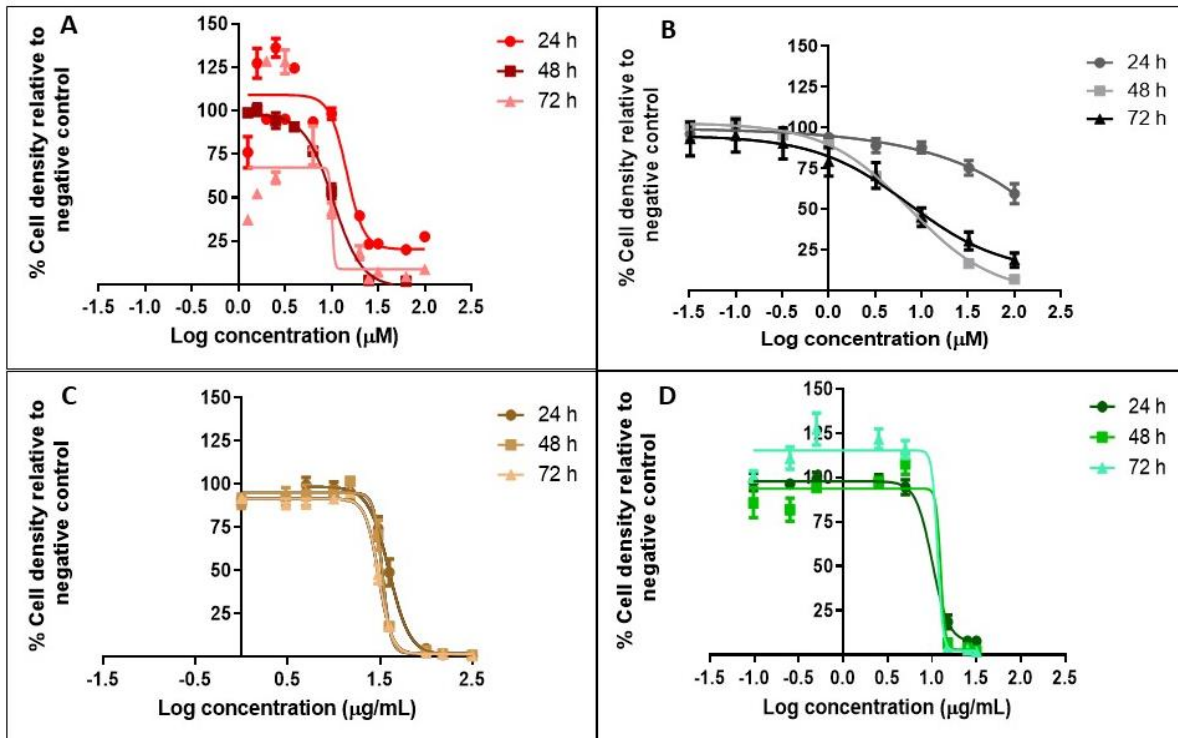 A
% Cell density relative to
negative control
150
125
100
75
50
25
-1.5 -1.0 -0.5 0.0 0.5 1.0 1.5 2.0 2.5
Log concentration (μM)
24 h
48 h
72 h
B
% Cell density relative to
negative control
150
125
100
75
50
25
-1.5 -1.0 -0.5 0.0 0.5 1.0 1.5 2.0 2.5
Log concentration (μM)
24 h
48 h
72 h
C
% Cell density relative to
negative control
150
125
100
75
50
25
-1.5 -1.0 -0.5 0.5 1.0 1.5 2.0 2.5
Log concentration (μg/mL)
24 h
48 h
72 h
D
% Cell density relative to
negative control
150
125
100
75
50
25
-1.5 -1.0 -0.5 0.0 0.5 1.0 1.5 2.0 2.5
Log concentration (μg/mL)
24 h
48 h
72 h